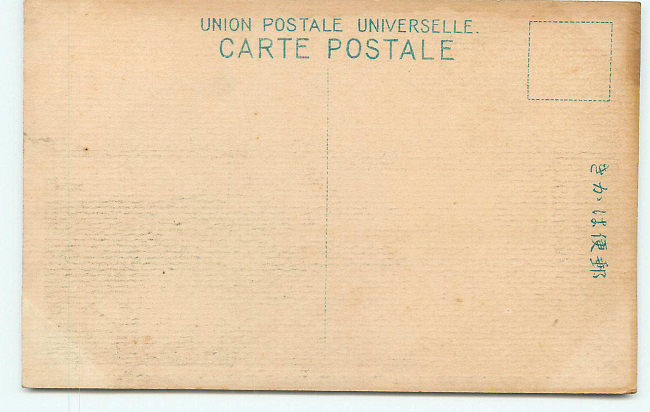 UNION POSTALE UNIVERSELLE.
CARTE POSTALE
きかは便郵